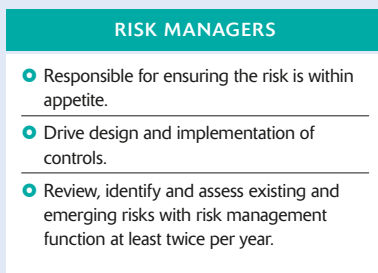 RISK MANAGERS
Responsible for ensuring the risk is within
appetite.
Drive design and implementation of
controls.
Review, identify and assess existing and
emerging risks with risk management
function at least twice per year.